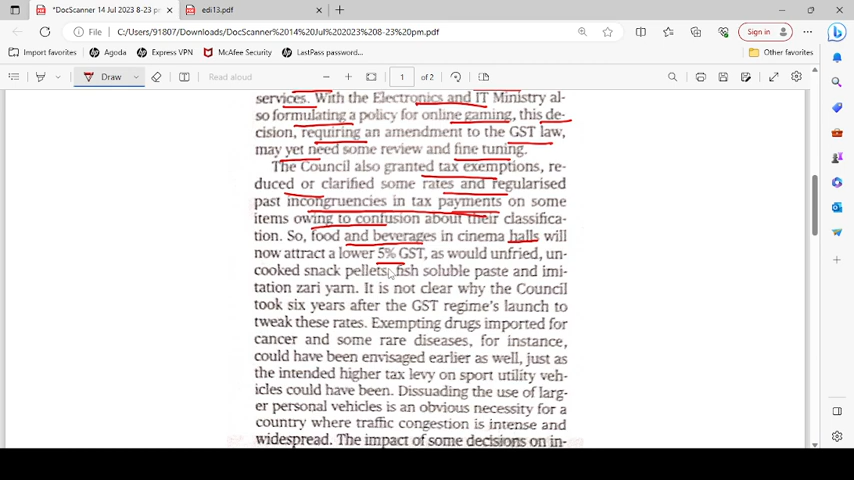 *DocScanner 14 Jul 2023 8-23 pm
edi13.pdf
File
C:/Users/91807/Downloads/DocScanner%2014%20Jul%202023%208-23%20pm.pdf
Sign in
Import favorites
Agoda
Express VPN
McAfee Security
LastPass password...
Other favorites
Draw
Read aloud
1 of 2
services. With the Electronics and IT Ministry al-
so formulating a policy for online gaming, this de-
cision, requiring an amendment to the GST law,
may yet need some review and fine tuning.
The Council also granted tax exemptions, re-
duced or clarified some rates and regularised
past incongruencies in tax payments on some
items owing to confusion about their classifica-
tion. So, food and beverages in cinema halls will
now attract a lower 5% GST, as would unfried, un-
cooked snack pellets, fish soluble paste and imi-
tation zari yarn. It is not clear why the Council
took six years after the GST regime's launch to
tweak these rates. Exempting drugs imported for
cancer and some rare diseases, for instance,
could have been envisaged earlier as well, just as
the intended higher tax levy on sport utility veh-
icles could have been. Dissuading the use of larg-
er personal vehicles is an obvious necessity for a
country where traffic congestion is intense and
widespread. The impact of some decisions on in-